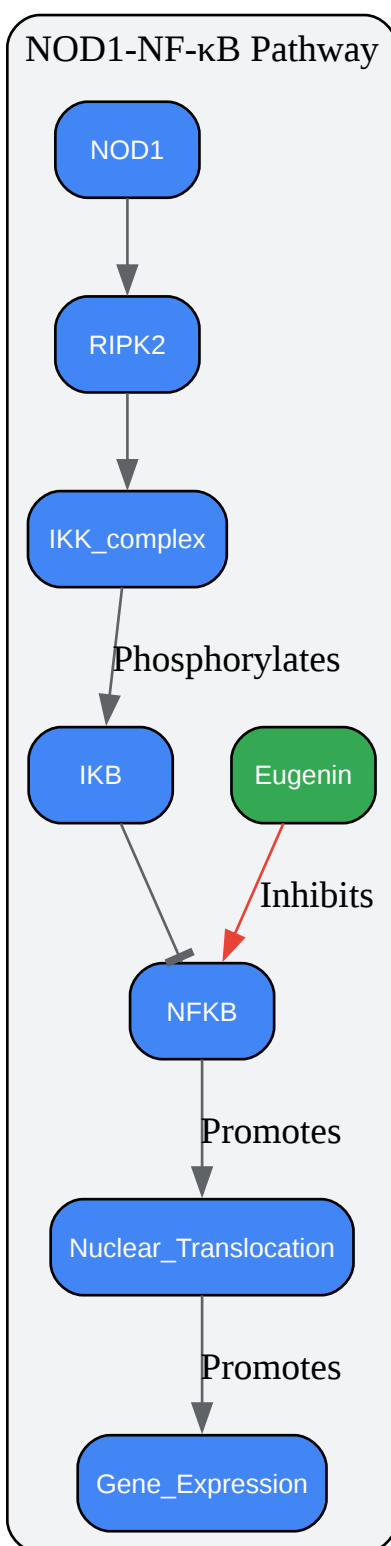 NOD1-NF-κB Pathway
NOD1
RIPK2
IKK_complex
Phosphorylates
IKB
Eugenin
Inhibits
NFKB
Promotes
Nuclear_Translocation
Promotes
Gene_Expression